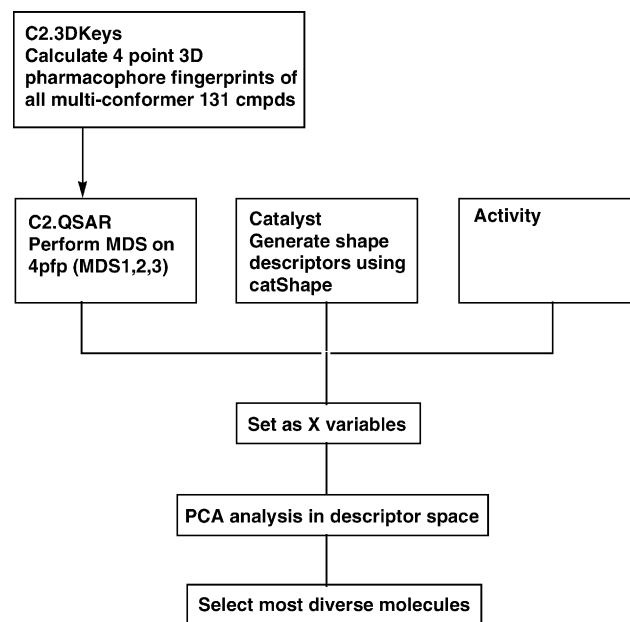 C2.3DKeys
Calculate 4 point 3D
pharmacophore fingerprints of
all multi-conformer 131 cmpds
C2.QSAR
Perform MDS on
4pfp (MDS1,2,3)
Catalyst
Generate shape
descriptors using
catShape
Activity
Set as X variables
PCA analysis in descriptor space
Select most diverse molecules